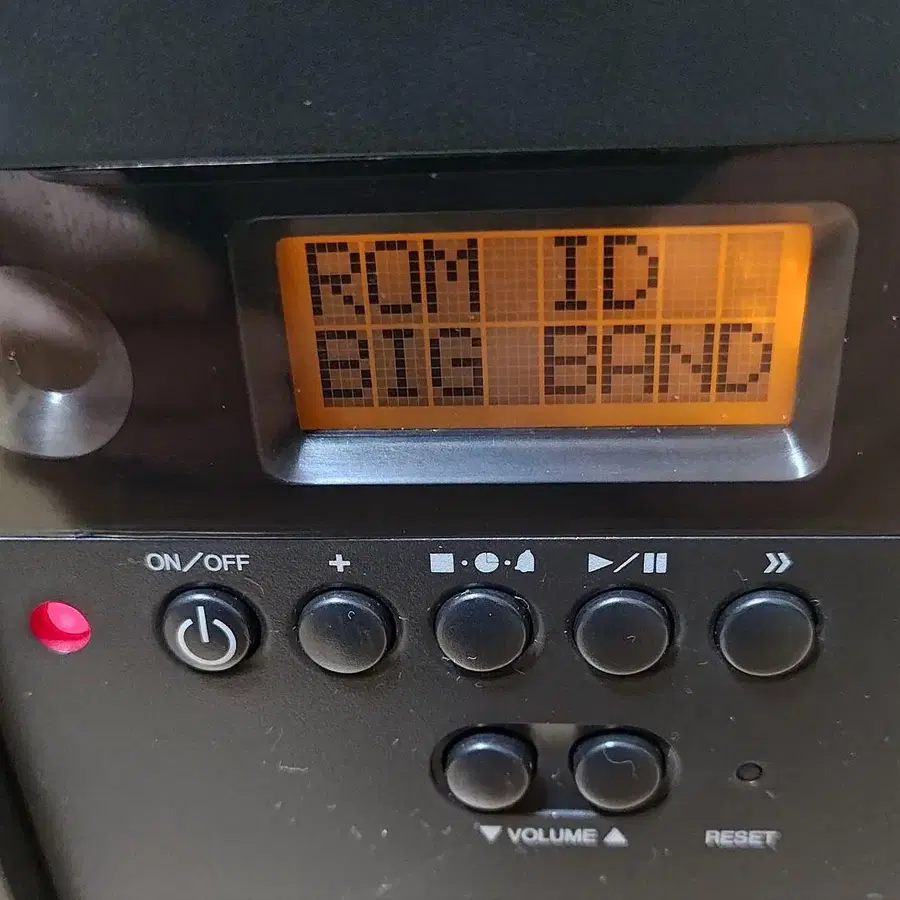 ROM ID
BIG BAND
ON/OFF
+
■·◔·🔔
▶/❚❚
»
▼ VOLUME ▲
RESET